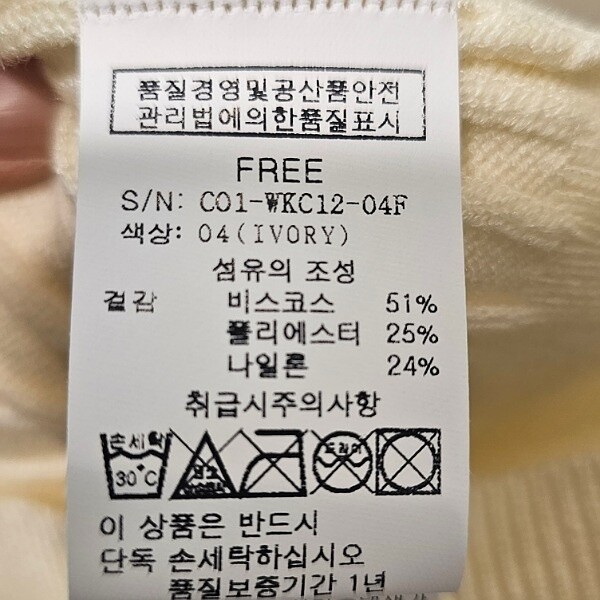 품질경영및공산품안전
관리법에의한품질표시
FREE
S/N: C01-WKC12-04F
색상: 04(IVORY)
섬유의 조성
겉감 비스코스 51%
폴리에스터 25%
나일론 24%
취급시주의사항
손세탁 드라이
30°C
이 상품은 반드시
단독 손세탁하십시오
품질보증기간 1년